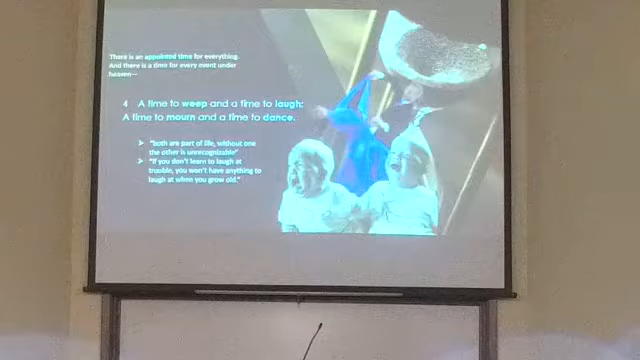 There is an appointed time for everything.
And there is a time for every event under
heaven—
4 A time to weep and a time to laugh;
A time to mourn and a time to dance.
➢ "both are part of life, without one
the other is unrecognizable"
➢ "If you don't learn to laugh at
trouble, you won't have anything to
laugh at when you grow old."